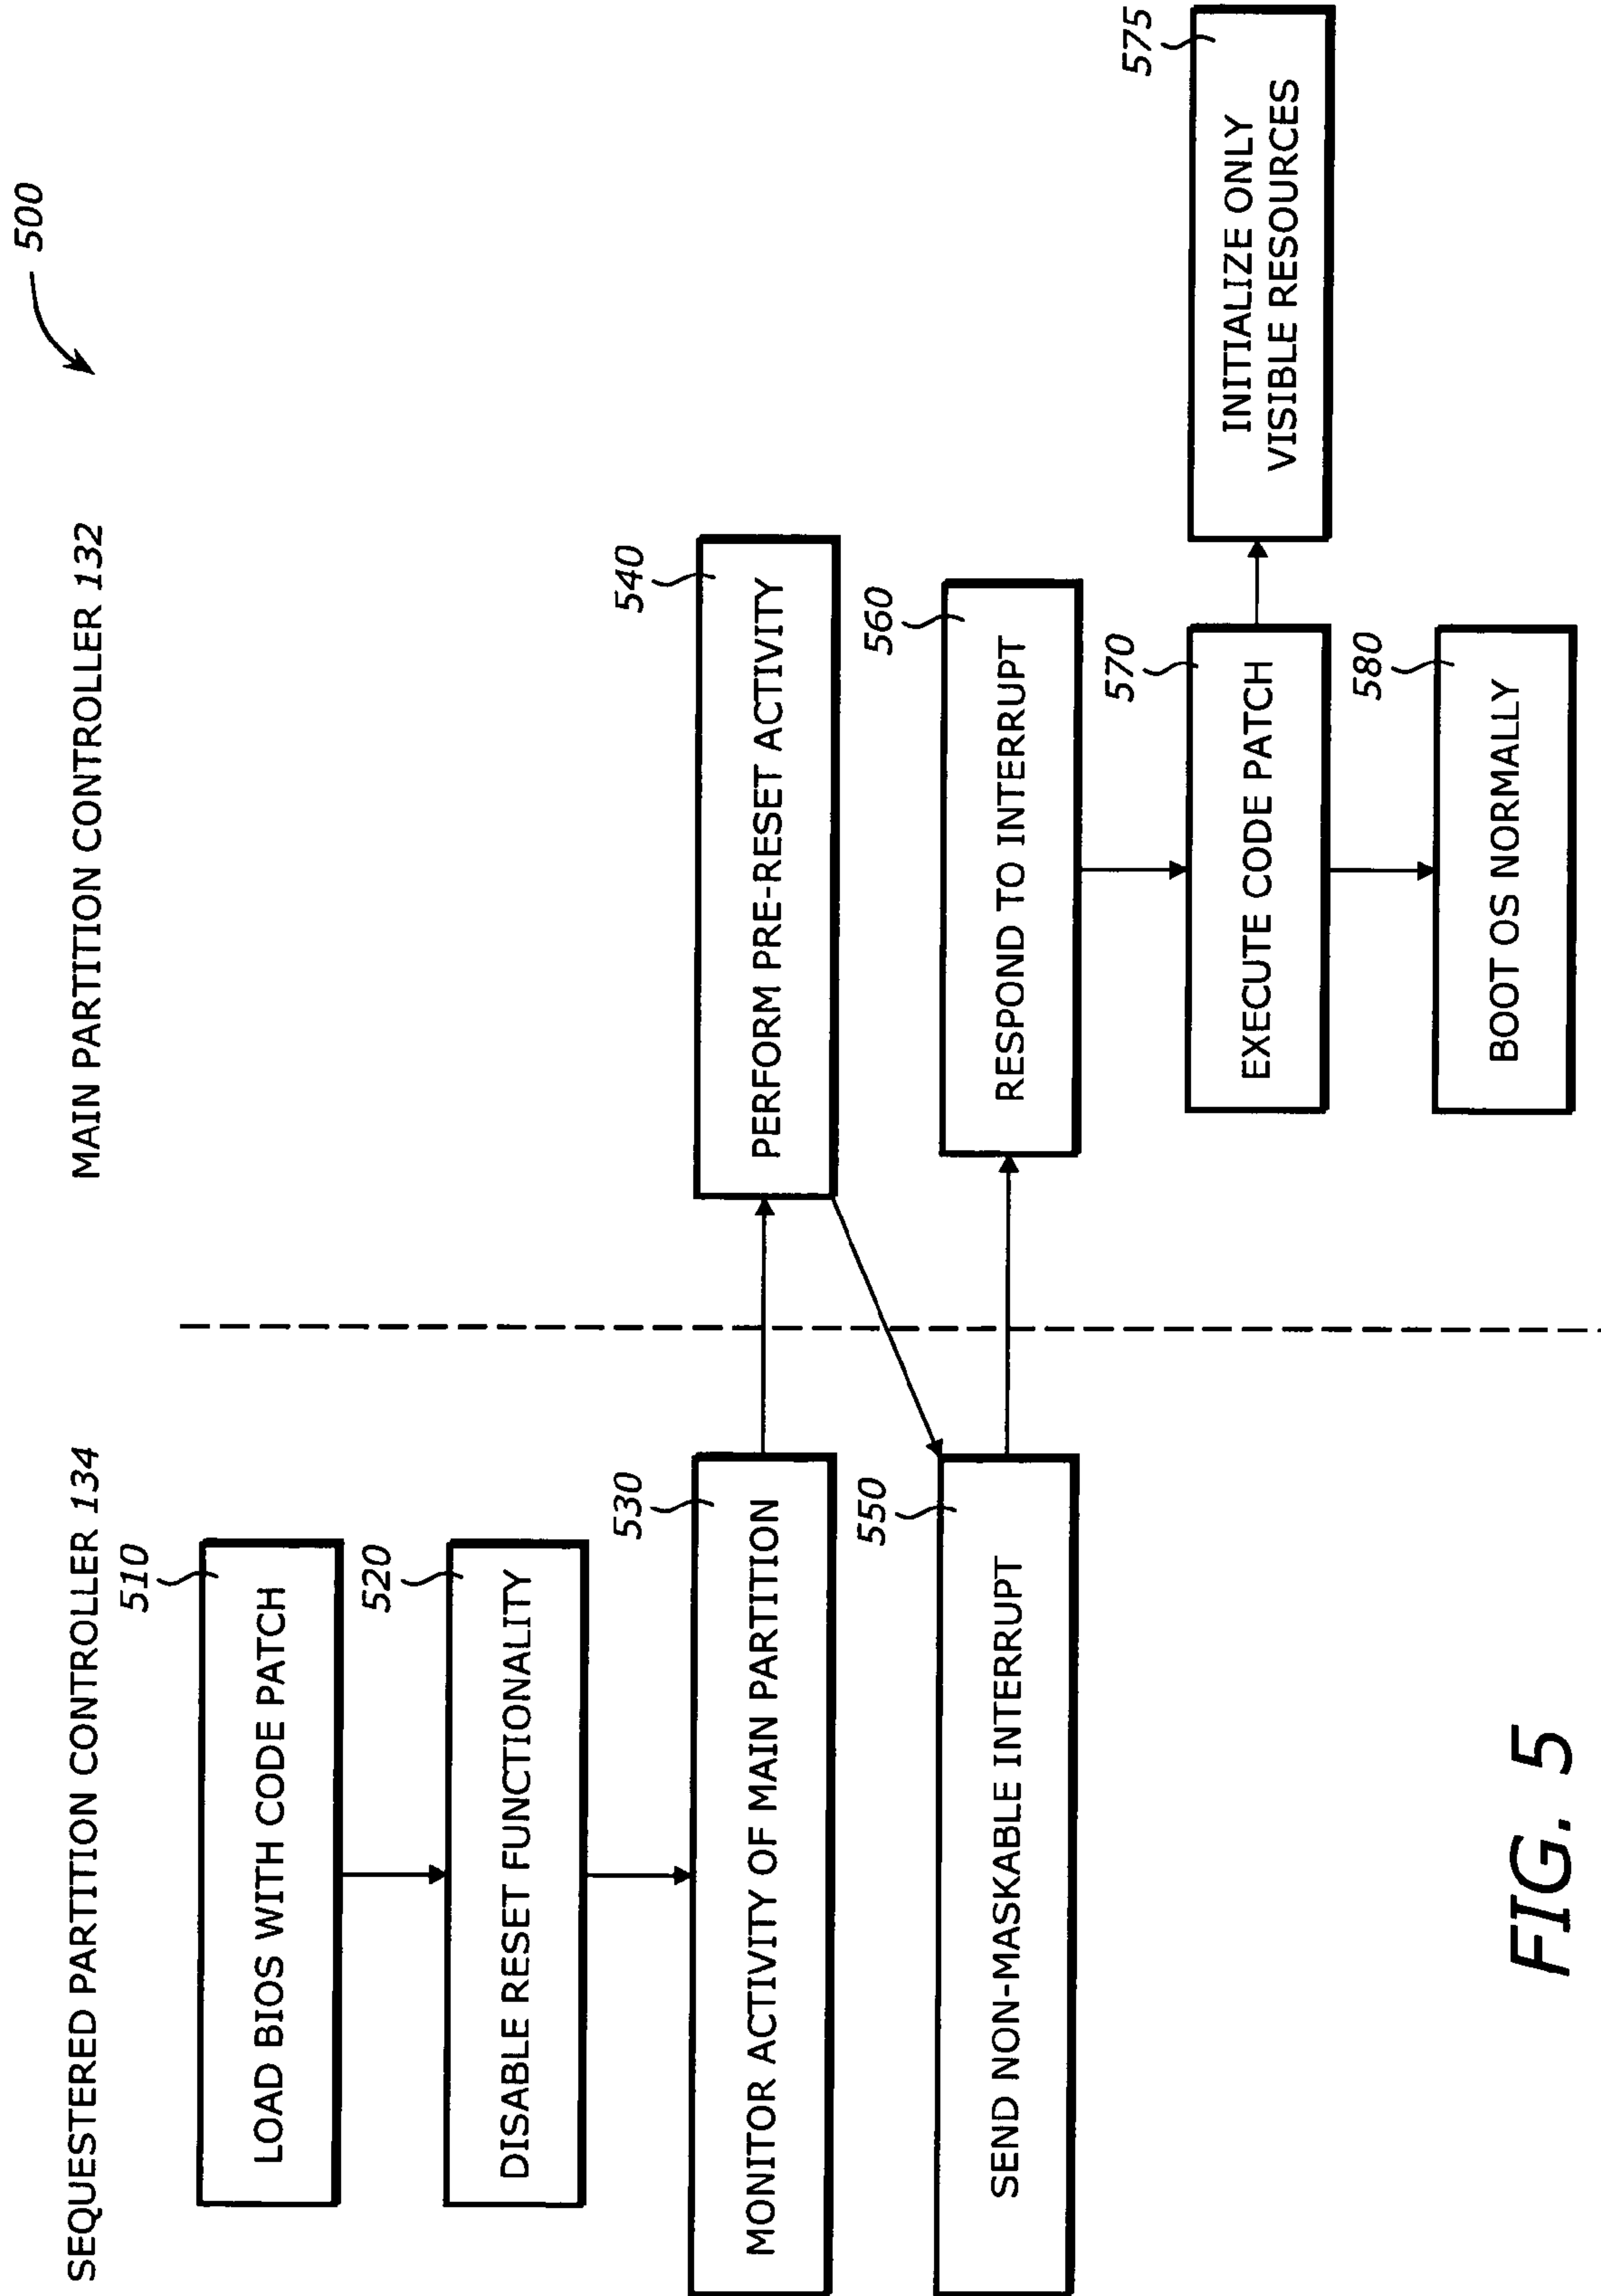 500
SEQUESTERED PARTITION CONTROLLER 134
MAIN PARTITION CONTROLLER 132
510
LOAD BIOS WITH CODE PATCH
520
DISABLE RESET FUNCTIONALITY
530
MONITOR ACTIVITY OF MAIN PARTITION
540
PERFORM PRE-RESET ACTIVITY
550
SEND NON-MASKABLE INTERRUPT
560
RESPOND TO INTERRUPT
570
EXECUTE CODE PATCH
575
INITIALIZE ONLY
VISIBLE RESOURCES
580
BOOT OS NORMALLY
FIG. 5